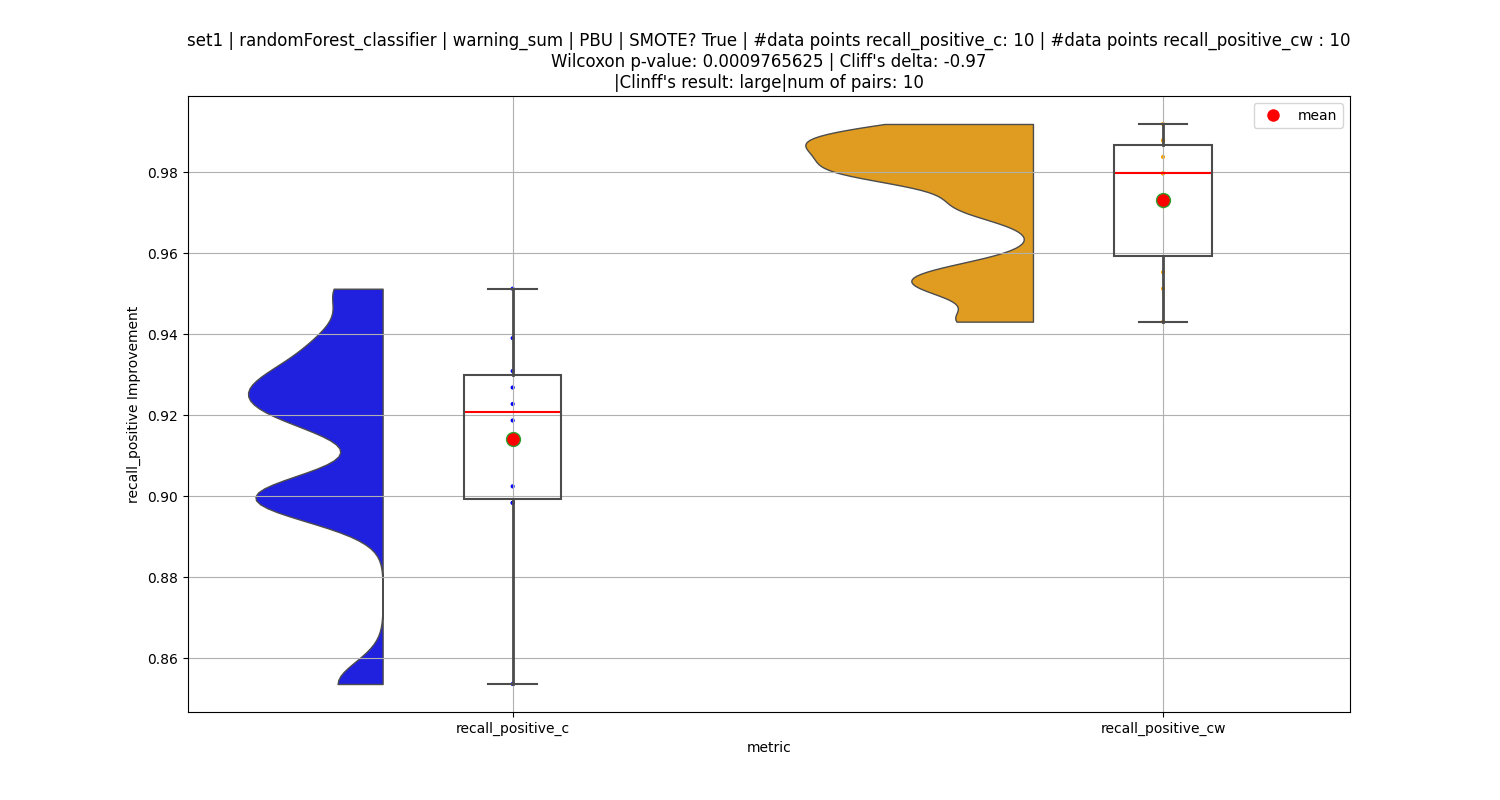 set1 | randomForest_classifier | warning_sum | PBU | SMOTE? True | #data points recall_positive_c: 10 | #data points recall_positive_cw : 10
Wilcoxon p-value: 0.0009765625 | Cliff's delta: -0.97
|Clinff's result: large|num of pairs: 10
mean
0.98
0.96
0.94
0.92
0.90
0.88
0.86
recall_positive Improvement
recall_positive_c
recall_positive_cw
metric